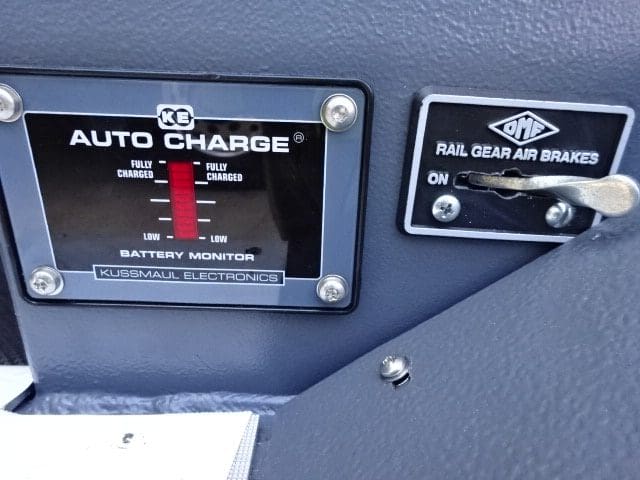 KE
AUTO CHARGE®
FULLY CHARGED
FULLY CHARGED
LOW
LOW
BATTERY MONITOR
KUSSMAUL ELECTRONICS
DMF
RAIL GEAR AIR BRAKES
ON